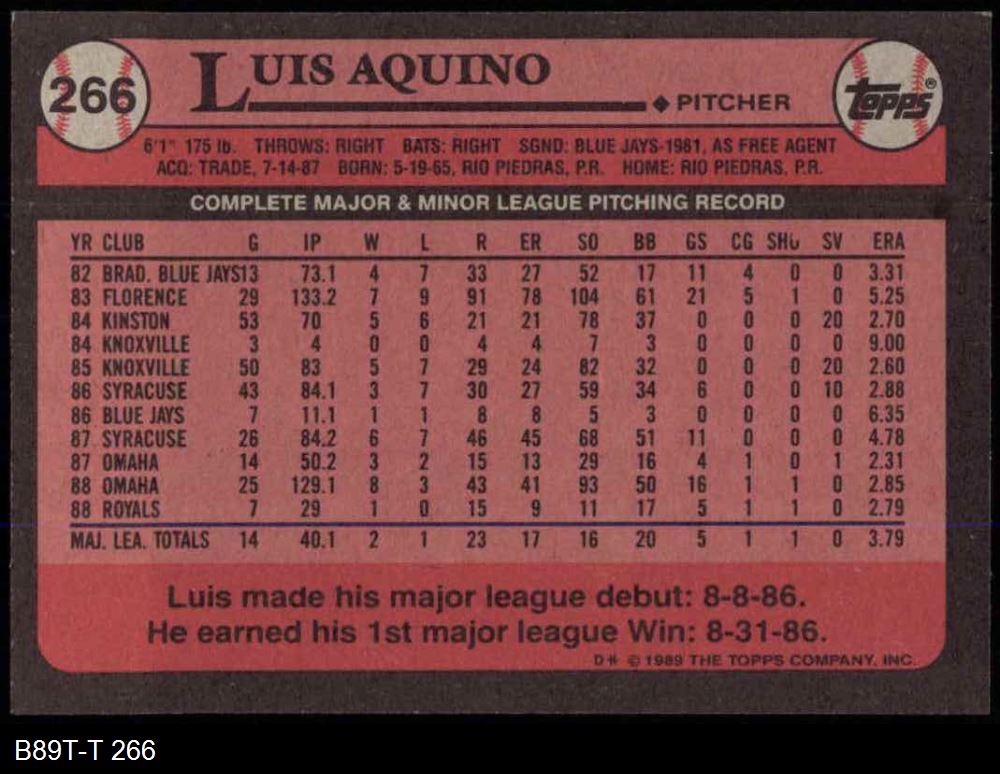 266 LUIS AQUINO
◆ PITCHER
Topps®
6'1" 175 lb. THROWS: RIGHT BATS: RIGHT SGND: BLUE JAYS-1981, AS FREE AGENT
ACQ: TRADE, 7-14-87 BORN: 5-19-65, RIO PIEDRAS, P.R. HOME: RIO PIEDRAS, P.R.
COMPLETE MAJOR & MINOR LEAGUE PITCHING RECORD
YR CLUB G IP W L R ER SO BB GS CG SHO SV ERA
82 BRAD. BLUE JAYS 13 73.1 4 7 33 27 52 17 11 4 0 0 3.31
83 FLORENCE 29 133.2 7 9 91 78 104 61 21 5 1 0 5.25
84 KINSTON 53 70 5 6 21 21 78 37 0 0 0 20 2.70
84 KNOXVILLE 3 4 0 0 4 4 7 3 0 0 0 0 9.00
85 KNOXVILLE 50 83 5 7 29 24 82 32 0 0 0 20 2.60
86 SYRACUSE 43 84.1 3 7 30 27 59 34 6 0 0 10 2.88
86 BLUE JAYS 7 11.1 1 1 8 8 5 3 0 0 0 0 6.35
87 SYRACUSE 26 84.2 6 7 46 45 68 51 11 0 0 0 4.78
87 OMAHA 14 50.2 3 2 15 13 29 16 4 1 0 1 2.31
88 OMAHA 25 129.1 8 3 43 41 93 50 16 1 1 0 2.85
88 ROYALS 7 29 1 0 15 9 11 17 5 1 1 0 2.79
MAJ. LEA. TOTALS 14 40.1 2 1 23 17 16 20 5 1 1 0 3.79
Luis made his major league debut: 8-8-86.
He earned his 1st major league Win: 8-31-86.
D* © 1989 THE TOPPS COMPANY, INC.
B89T-T 266